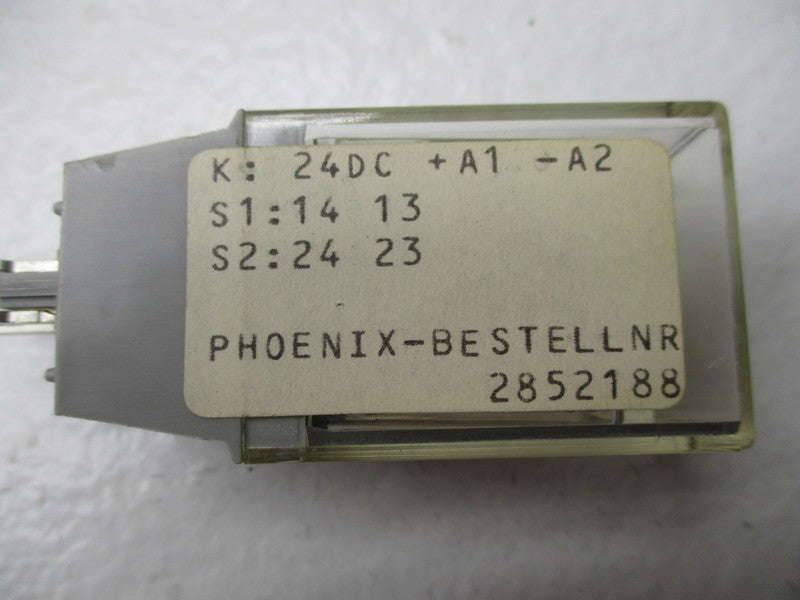 K: 24DC +A1 -A2
S1:14 13
S2:24 23
PHOENIX-BESTELLNR
2852188